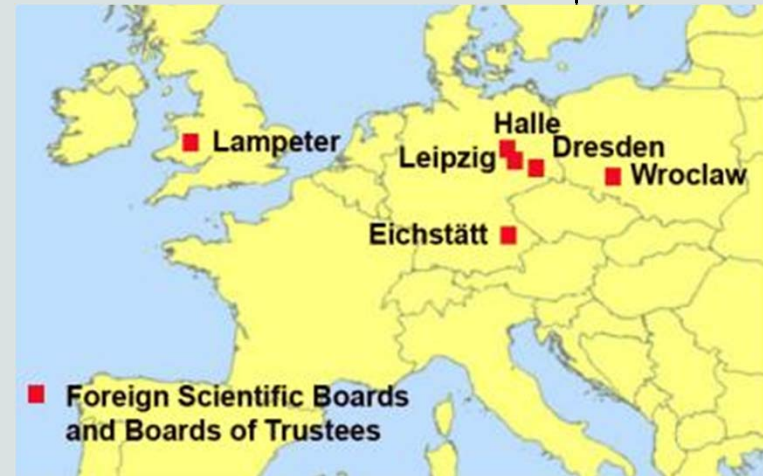 Halle
Lampeter
Dresden
Leipzig
Wroclaw
Eichstätt
Foreign Scientific Boards
and Boards of Trustees